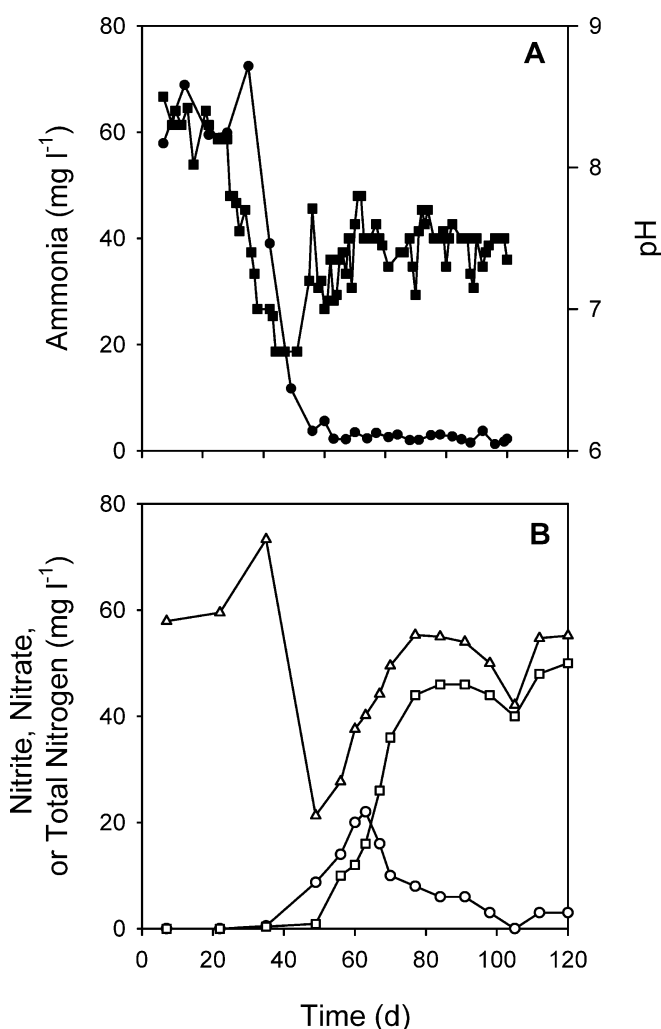 A
80
60
40
20
0
Ammonia (mg l⁻¹)
9
8
7
6
pH
B
80
60
40
20
0
Nitrite, Nitrate,
or Total Nitrogen (mg l⁻¹)
0 20 40 60 80 100 120
Time (d)